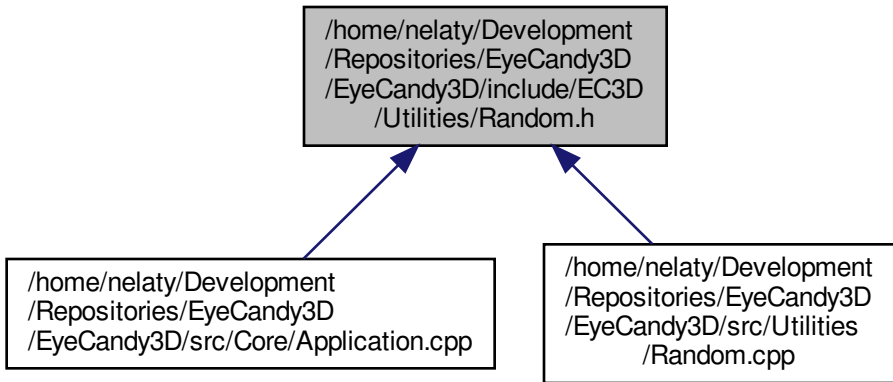 /home/nelaty/Development
/Repositories/EyeCandy3D
/EyeCandy3D/include/EC3D
/Utilities/Random.h
/home/nelaty/Development
/Repositories/EyeCandy3D
/EyeCandy3D/src/Core/Application.cpp
/home/nelaty/Development
/Repositories/EyeCandy3D
/EyeCandy3D/src/Utilities
/Random.cpp